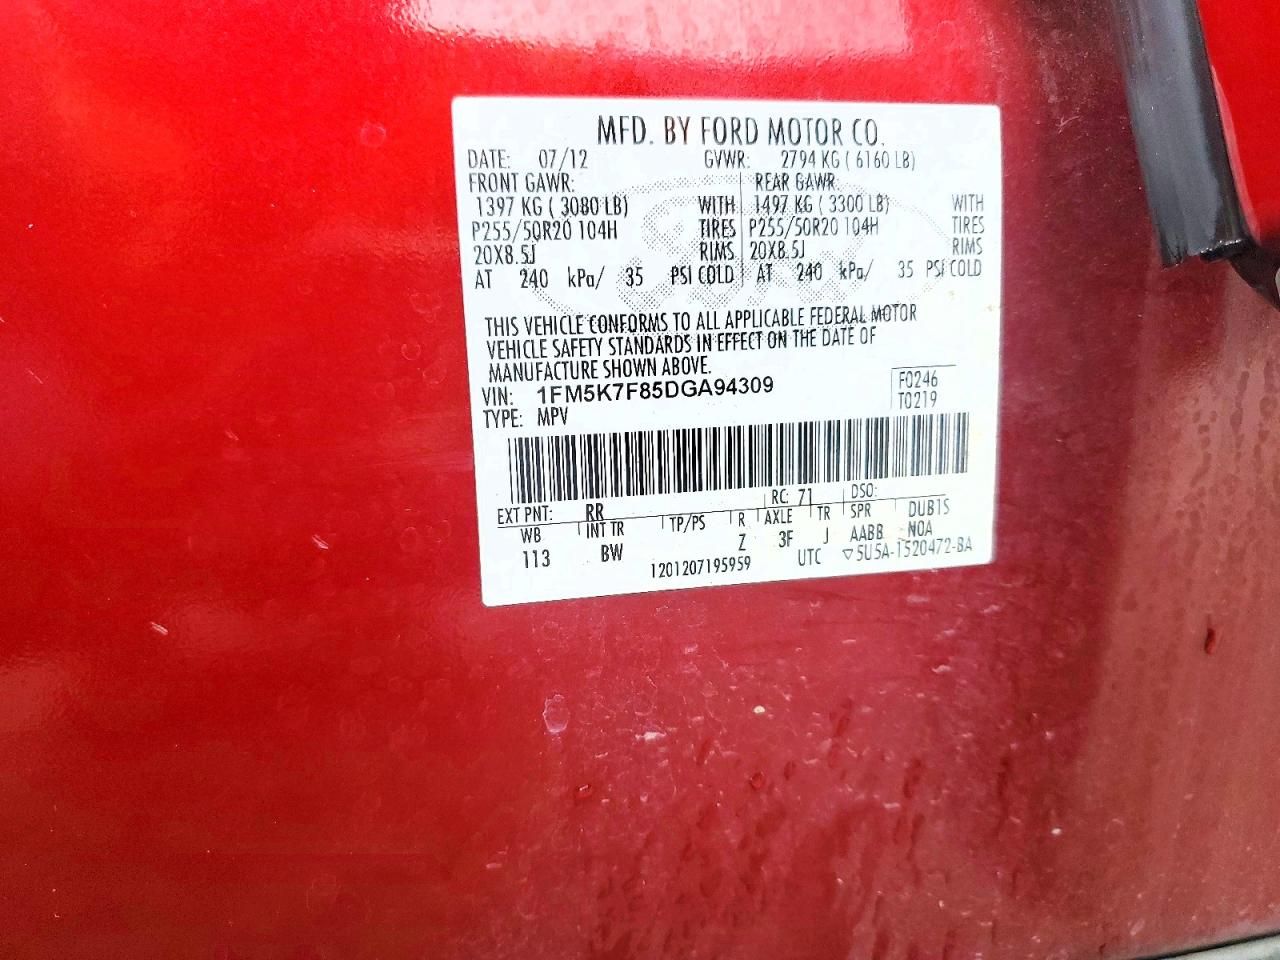 MFD. BY FORD MOTOR CO.
DATE: 07/12 GVWR: 2794 KG ( 6160 LB)
FRONT GAWR: REAR GAWR:
1397 KG ( 3080 LB) WITH 1497 KG ( 3300 LB) WITH
P255/50R20 104H TIRES P255/50R20 104H TIRES
20X8.5J RIMS 20X8.5J RIMS
AT 240 kPa/ 35 PSI COLD AT 240 kPa/ 35 PSI COLD
THIS VEHICLE CONFORMS TO ALL APPLICABLE FEDERAL MOTOR
VEHICLE SAFETY STANDARDS IN EFFECT ON THE DATE OF
MANUFACTURE SHOWN ABOVE.
VIN: 1FM5K7F85DGA94309 F0246
TYPE: MPV T0219
RC: 71 DSO:
EXT PNT: RR
WB INT TR TP/PS R AXLE TR SPR DUB1S
113 BW Z 3F J AABB NOA
1201207195959 UTC ▽5U5A-1520472-BA